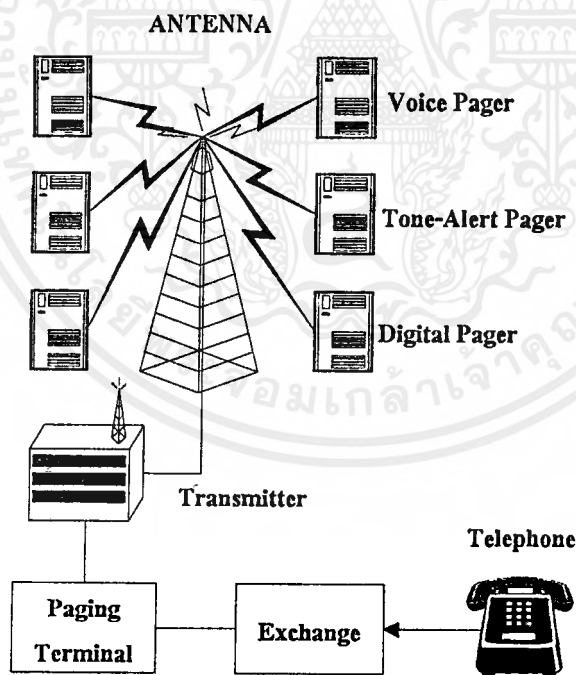 ANTENNA
Voice Pager
Tone-Alert Pager
Digital Pager
Transmitter
Telephone
Paging
Terminal
Exchange